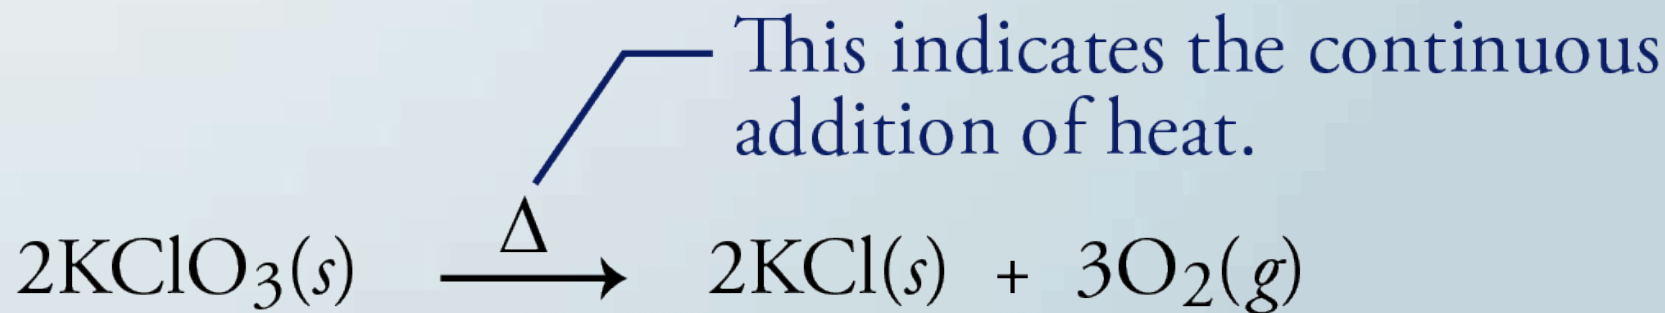 This indicates the continuous
addition of heat.
Δ
2KClO₃(s) → 2KCl(s) + 3O₂(g)